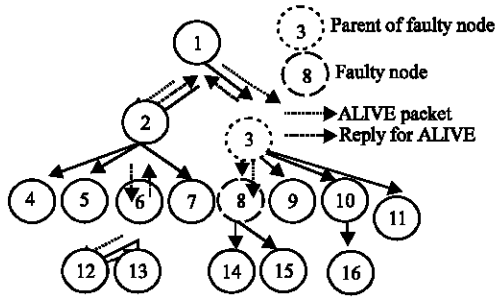 3 Parent of faulty node
1
8 Faulty node
ALIVE packet
2
3
Reply for ALIVE
4 5 6 7 8 9 10 11
12 13 14 15 16